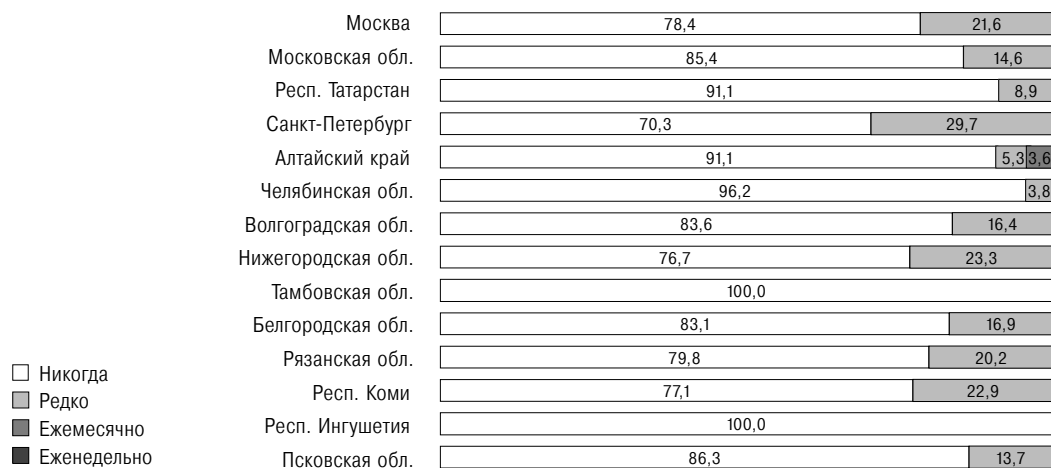 Москва 78,4 21,6
Московская обл. 85,4 14,6
Респ. Татарстан 91,1 8,9
Санкт-Петербург 70,3 29,7
Алтайский край 91,1 5,3 3,6
Челябинская обл. 96,2 3,8
Волгоградская обл. 83,6 16,4
Нижегородская обл. 76,7 23,3
Тамбовская обл. 100,0
Белгородская обл. 83,1 16,9
Рязанская обл. 79,8 20,2
Респ. Коми 77,1 22,9
Респ. Ингушетия 100,0
Псковская обл. 86,3 13,7
Никогда
Редко
Ежемесячно
Еженедельно